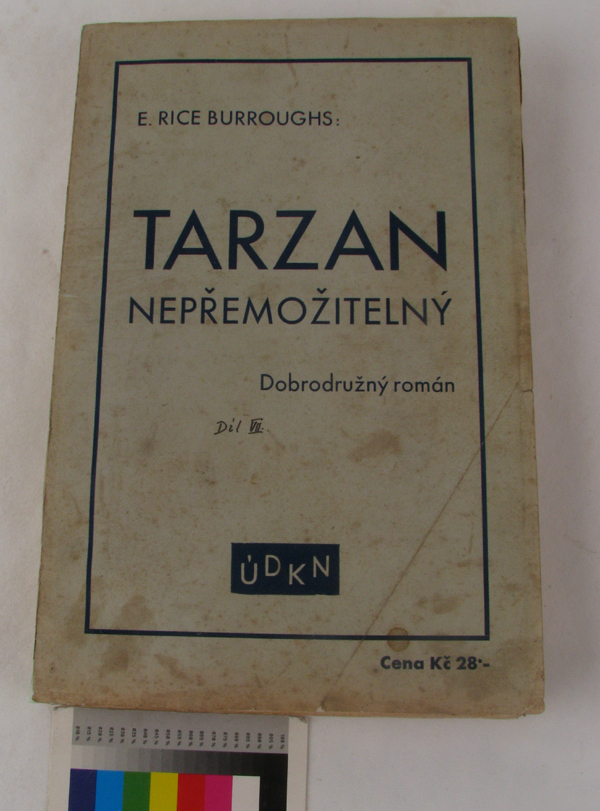 E. RICE BURROUGHS:
TARZAN
NEPŘEMOŽITELNÝ
Dobrodružný román
Díl VII.
ÚDKN
Cena Kč 28·-